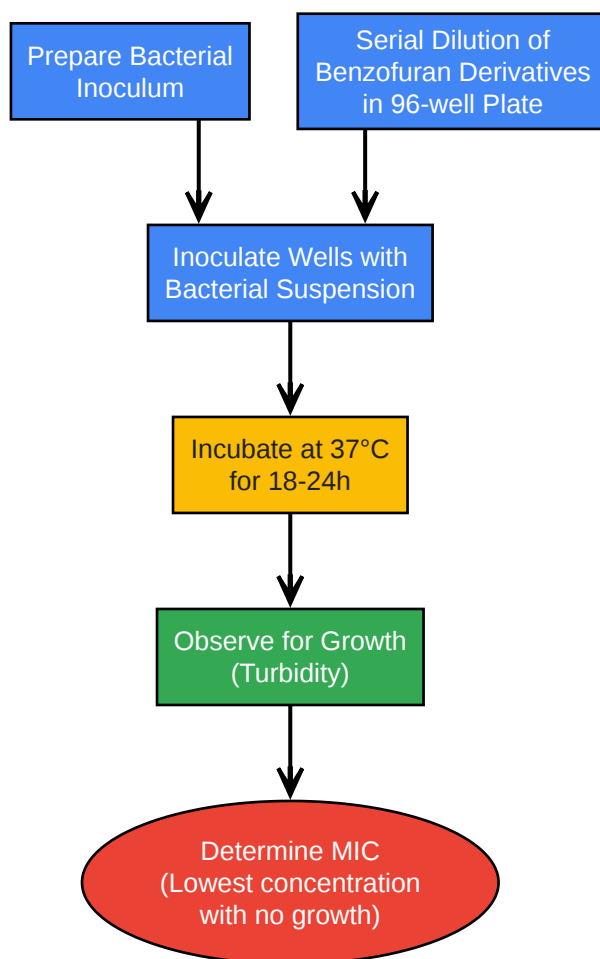 Prepare Bacterial
Inoculum
Serial Dilution of
Benzofuran Derivatives
in 96-well Plate
Inoculate Wells with
Bacterial Suspension
Incubate at 37°C
for 18-24h
Observe for Growth
(Turbidity)
Determine MIC
(Lowest concentration
with no growth)